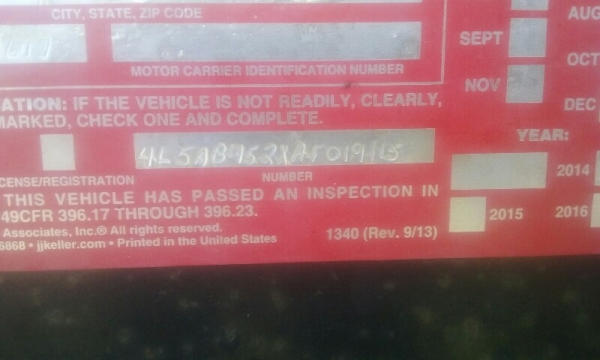 CITY, STATE, ZIP CODE
AUG
SEPT
MOTOR CARRIER IDENTIFICATION NUMBER
OCT
NOV
ATION: IF THE VEHICLE IS NOT READILY, CLEARLY,
MARKED, CHECK ONE AND COMPLETE.
DEC
YEAR:
CENSE/REGISTRATION
NUMBER
2014
THIS VEHICLE HAS PASSED AN INSPECTION IN
49CFR 396.17 THROUGH 396.23.
2015
2016
Associates, Inc.® All rights reserved.
6868 • jjkeller.com • Printed in the United States
1340 (Rev. 9/13)